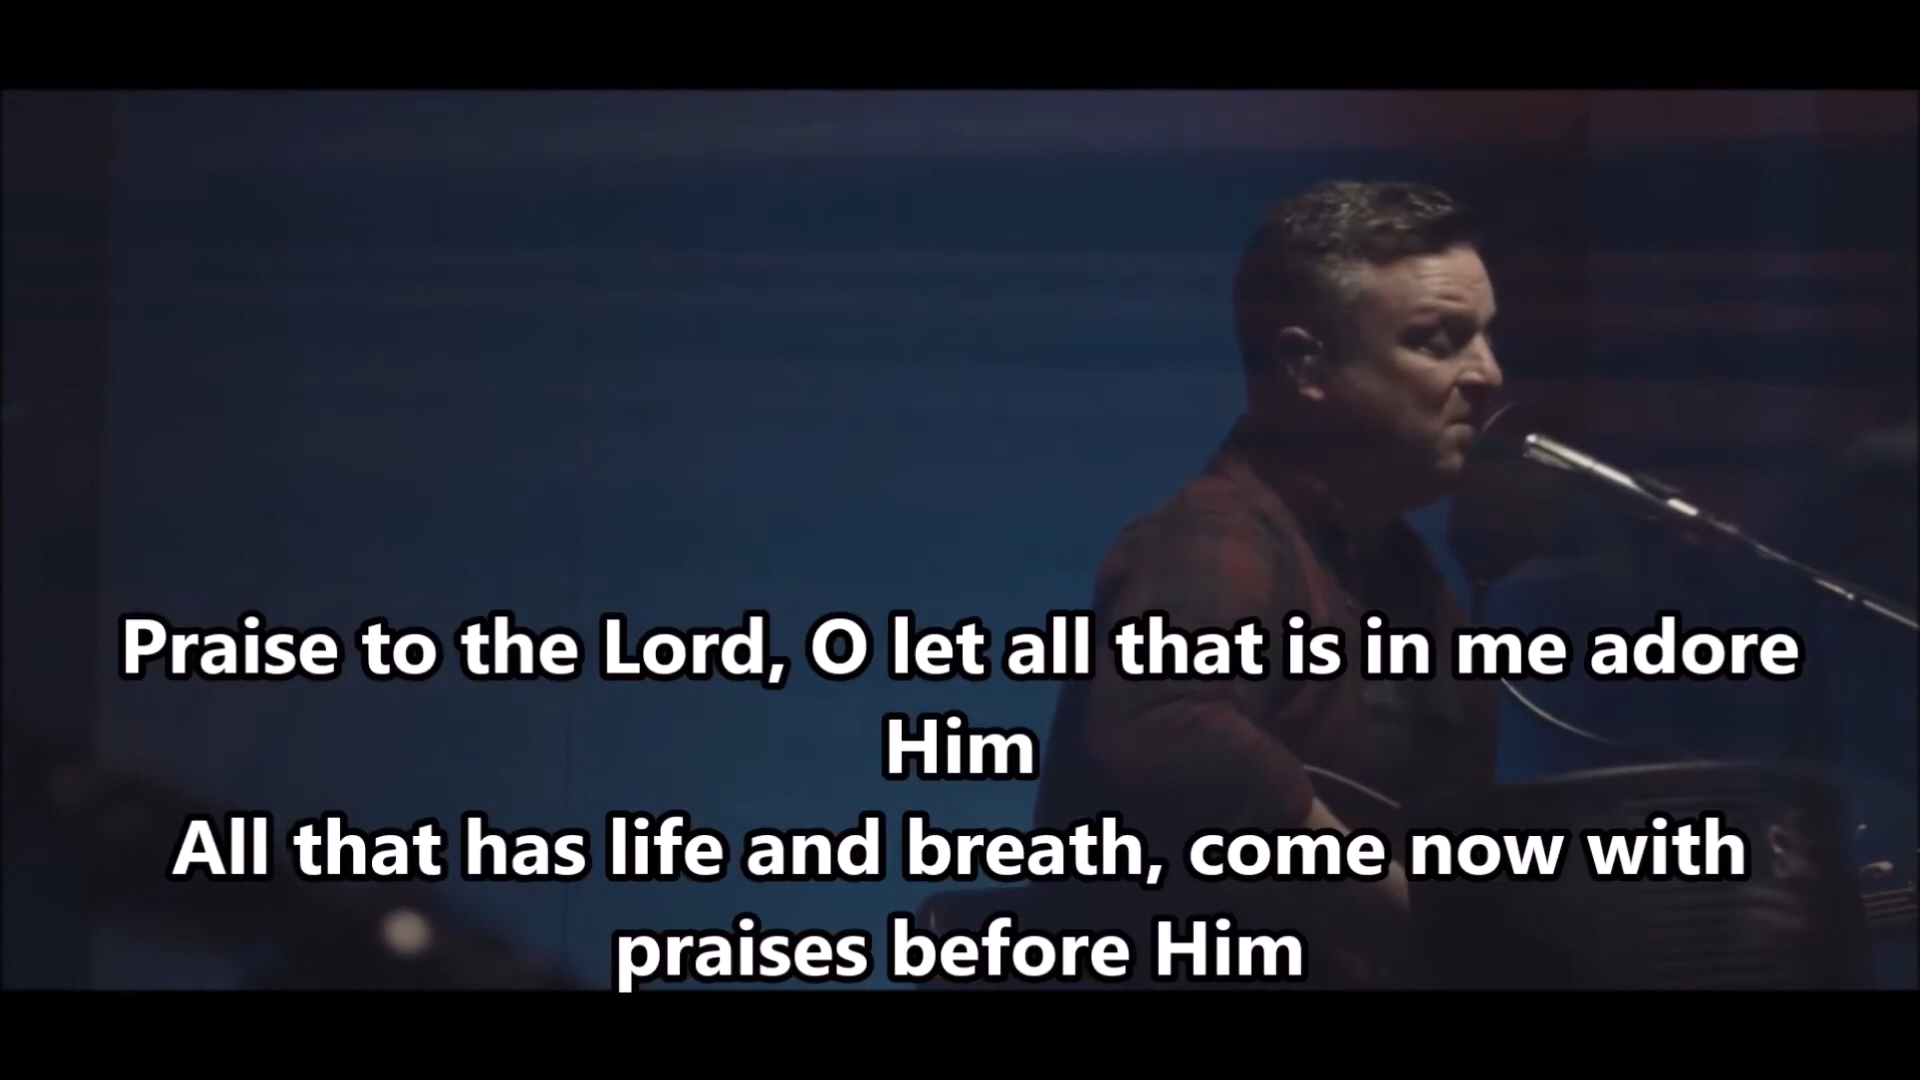 Praise to the Lord, O let all that is in me adore
Him
All that has life and breath, come now with
praises before Him